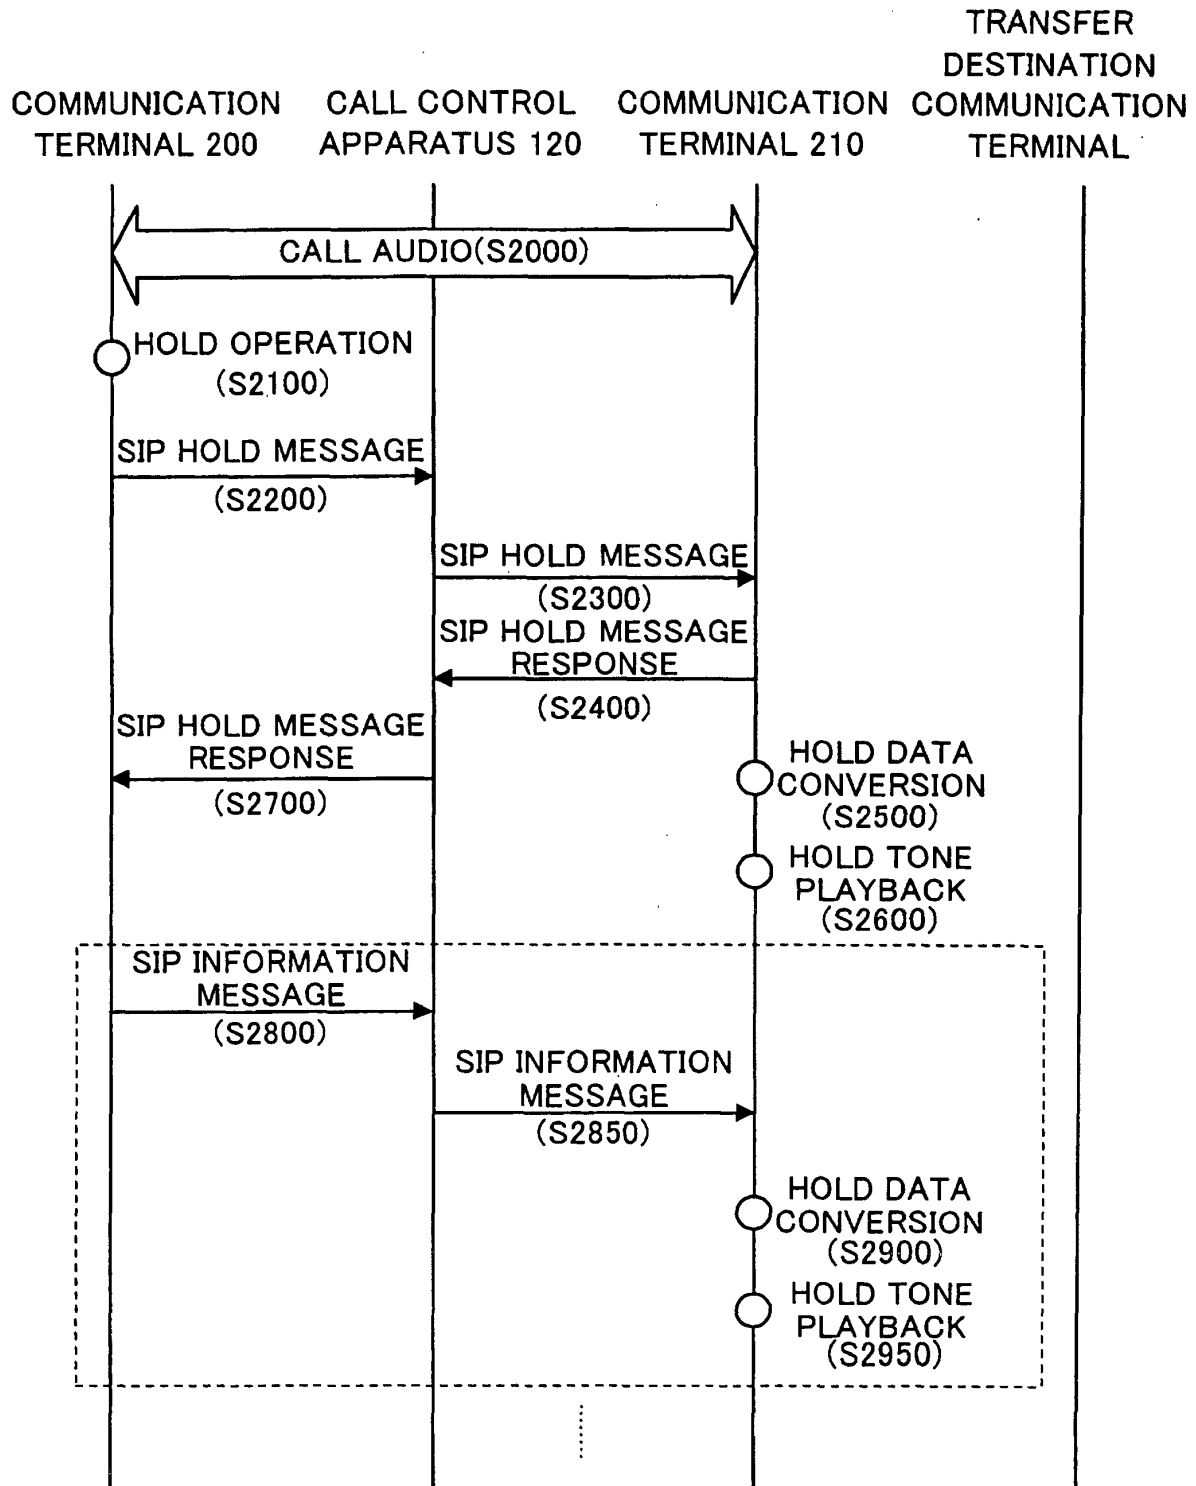 TRANSFER
DESTINATION
COMMUNICATION
TERMINAL
COMMUNICATION
TERMINAL 200
CALL CONTROL
APPARATUS 120
COMMUNICATION
TERMINAL 210
CALL AUDIO(S2000)
HOLD OPERATION
(S2100)
SIP HOLD MESSAGE
(S2200)
SIP HOLD MESSAGE
(S2300)
SIP HOLD MESSAGE
RESPONSE
(S2400)
SIP HOLD MESSAGE
RESPONSE
(S2700)
HOLD DATA
CONVERSION
(S2500)
HOLD TONE
PLAYBACK
(S2600)
SIP INFORMATION
MESSAGE
(S2800)
SIP INFORMATION
MESSAGE
(S2850)
HOLD DATA
CONVERSION
(S2900)
HOLD TONE
PLAYBACK
(S2950)